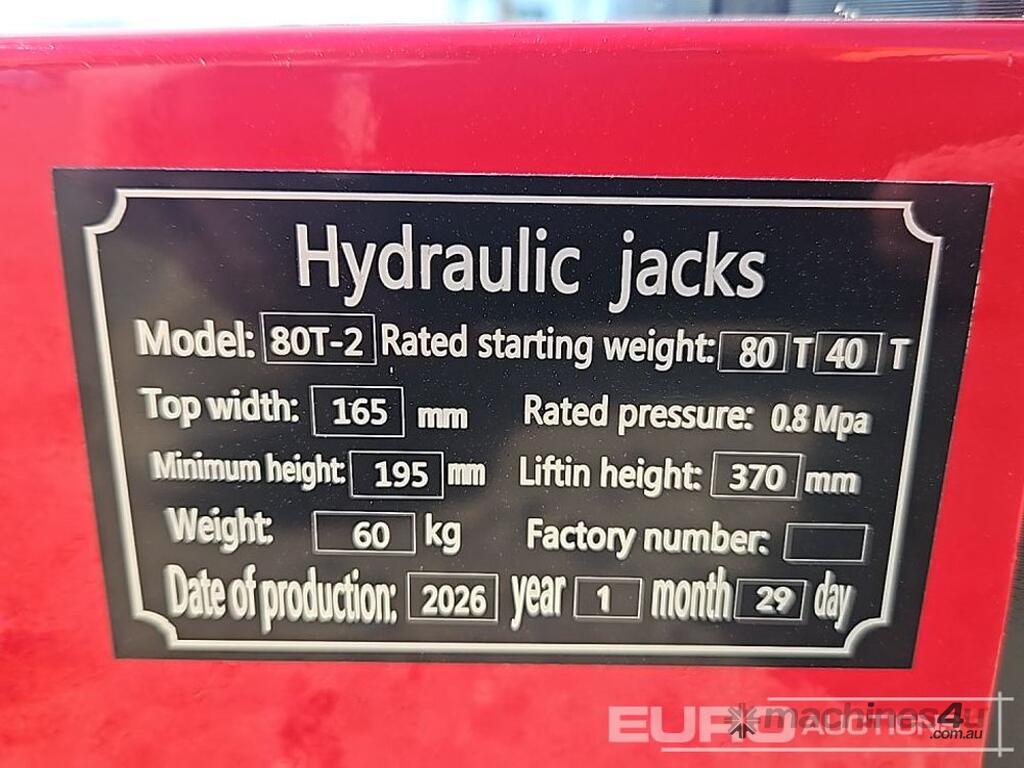 Hydraulic jacks
Model: 80T-2 Rated starting weight: 80 T 40 T
Top width: 165 mm Rated pressure: 0.8 Mpa
Minimum height: 195 mm Liftin height: 370 mm
Weight: 60 kg Factory number:
Date of production: 2026 year 1 month 29 day
EURO AUCTIONS
machines4u
.com.au